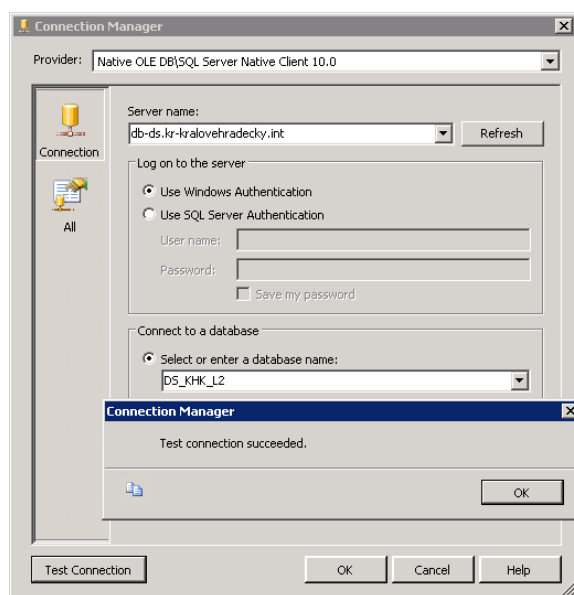 Connection Manager
Provider: Native OLE DB\SQL Server Native Client 10.0
Connection
All
Server name:
db-ds.kr-kralovehradecky.int
Refresh
Log on to the server
Use Windows Authentication
Use SQL Server Authentication
User name:
Password:
Save my password
Connect to a database
Select or enter a database name:
DS_KHK_L2
Connection Manager
Test connection succeeded.
OK
Test Connection
OK
Cancel
Help